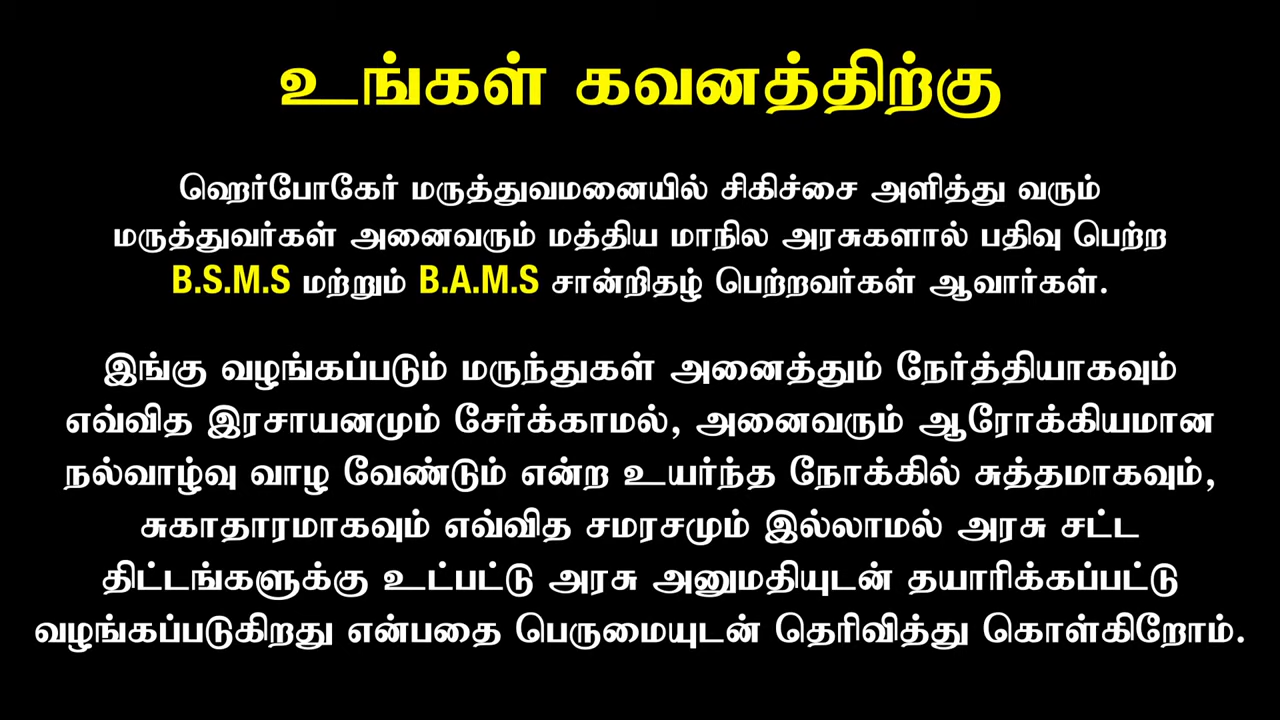 உங்கள் கவனத்திற்கு
ஹெர்போகேர் மருத்துவமனையில் சிகிச்சை அளித்து வரும்
மருத்துவர்கள் அனைவரும் மத்திய மாநில அரசுகளால் பதிவு பெற்ற
B.S.M.S மற்றும் B.A.M.S சான்றிதழ் பெற்றவர்கள் ஆவார்கள்.
இங்கு வழங்கப்படும் மருந்துகள் அனைத்தும் நேர்த்தியாகவும்
எவ்வித இரசாயனமும் சேர்க்காமல், அனைவரும் ஆரோக்கியமான
நல்வாழ்வு வாழ வேண்டும் என்ற உயர்ந்த நோக்கில் சுத்தமாகவும்,
சுகாதாரமாகவும் எவ்வித சமரசமும் இல்லாமல் அரசு சட்ட
திட்டங்களுக்கு உட்பட்டு அரசு அனுமதியுடன் தயாரிக்கப்பட்டு
வழங்கப்படுகிறது என்பதை பெருமையுடன் தெரிவித்து கொள்கிறோம்.